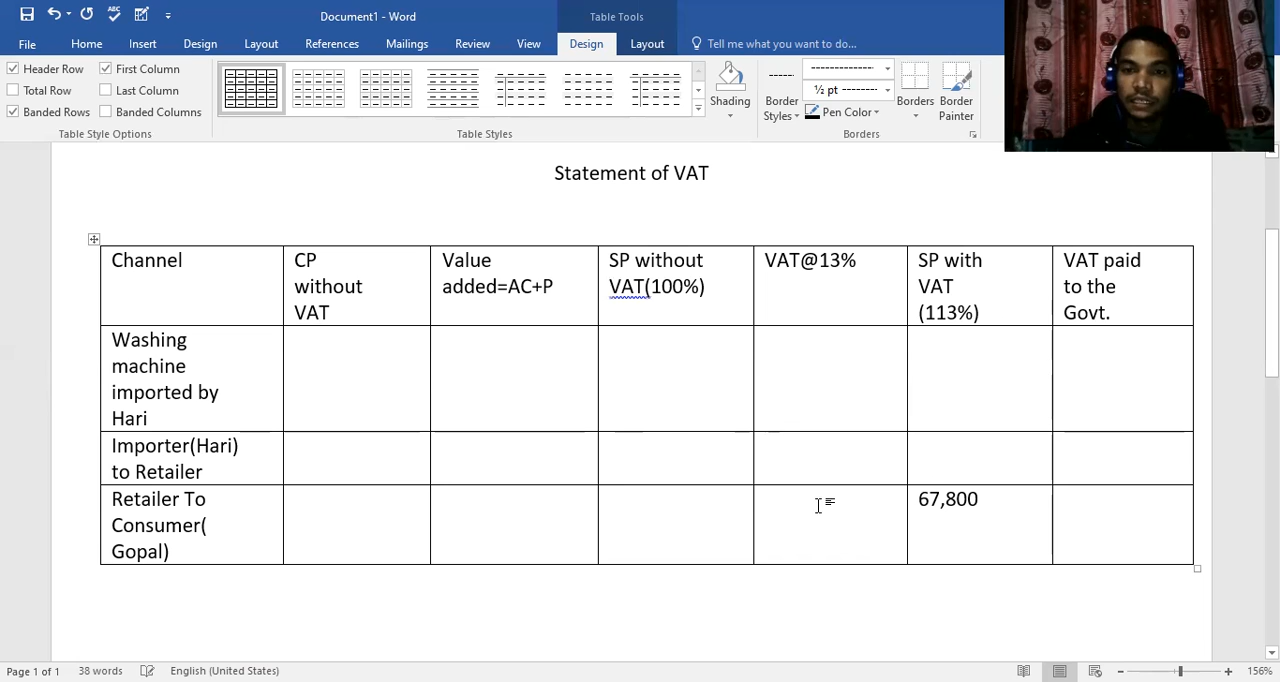 ABC
Document1 - Word
Table Tools
File
Home
Insert
Design
Layout
References
Mailings
Review
View
Design
Layout
Tell me what you want to do...
Header Row
First Column
Total Row
Last Column
Banded Rows
Banded Columns
Table Style Options
Table Styles
Shading
Border
Styles
½ pt
Pen Color
Borders
Border
Painter
Borders
Statement of VAT
Channel
CP
without
VAT
Value
added=AC+P
SP without
VAT(100%)
VAT@13%
SP with
VAT
(113%)
VAT paid
to the
Govt.
Washing
machine
imported by
Hari
Importer(Hari)
to Retailer
Retailer To
Consumer(
Gopal)
67,800
Page 1 of 1
38 words
English (United States)
156%